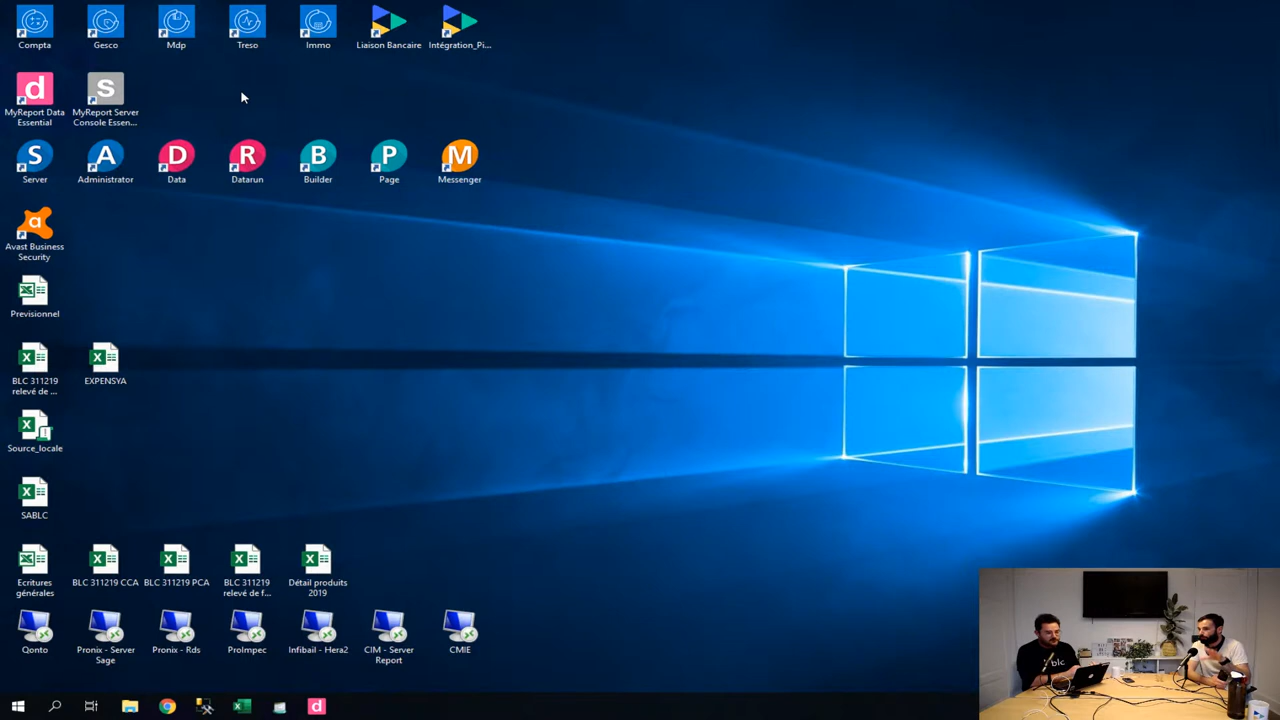 Compta
Gesco
Mdp
Treso
Immo
Liaison Bancaire
Intégration_Pi...
d
MyReport Data
Essential
s
MyReport Server
Console Essen...
S
Server
A
Administrator
D
Data
R
Datarun
B
Builder
P
Page
M
Messenger
a
Avast Business
Security
Previsionnel
BLC 311219
relevé de ...
EXPENSYA
Source_locale
SABLC
Ecritures
générales
BLC 311219 CCA
BLC 311219 PCA
BLC 311219
relevé de f...
Détail produits
2019
Qonto
Pronix - Server
Sage
Pronix - Rds
ProImpec
Infibail - Hera2
CIM - Server
Report
CMIE
d
blc